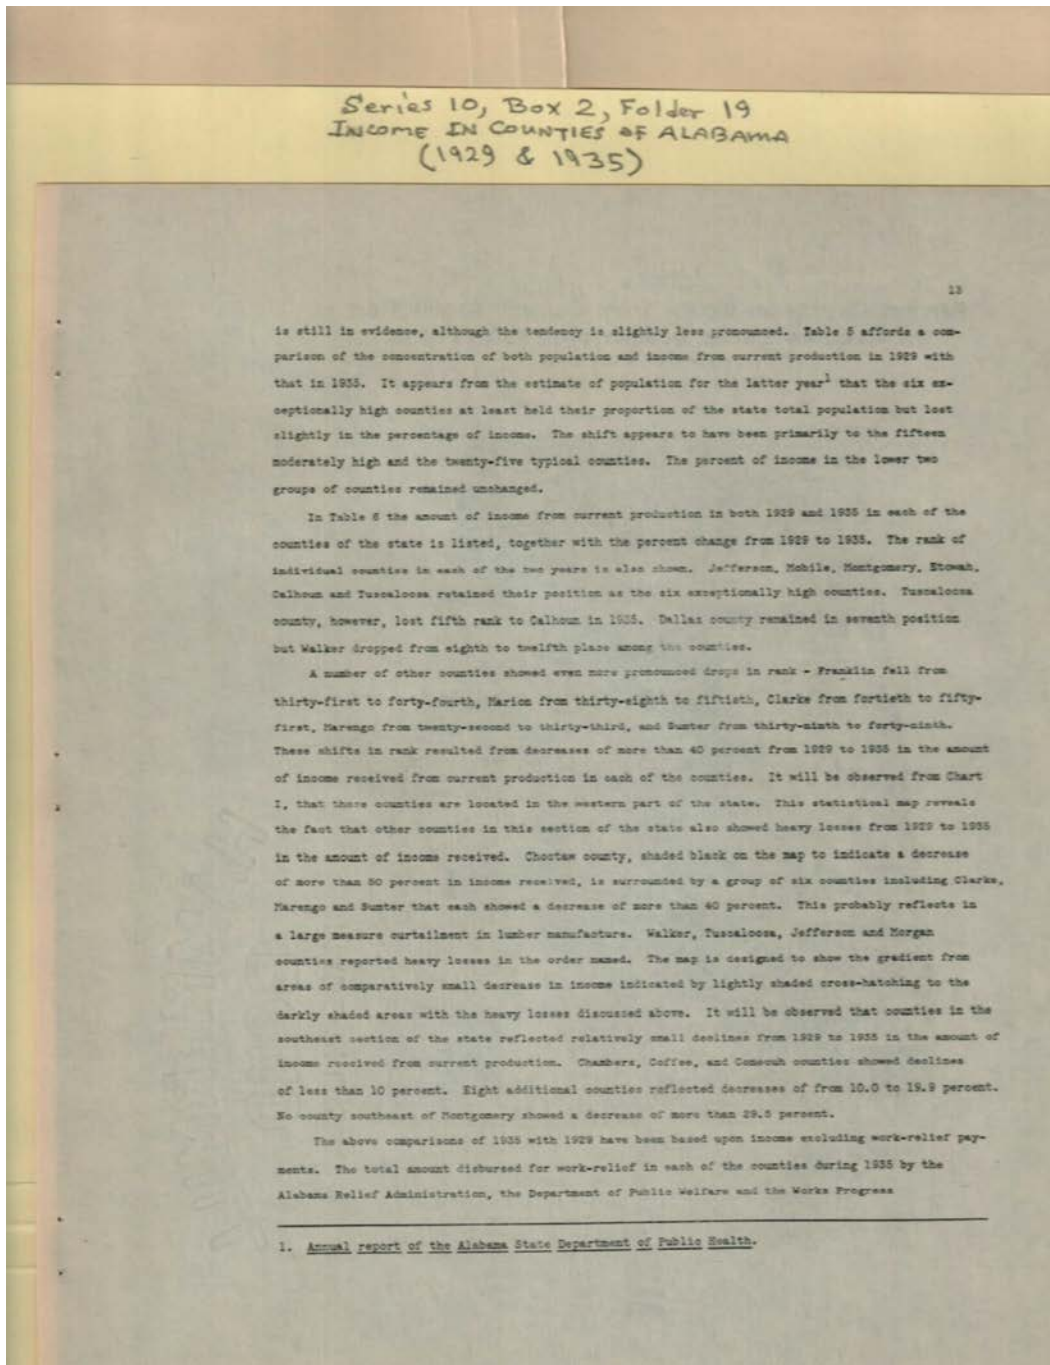 Series 10, Box 2, Folder 19
INCOME IN COUNTIES OF ALABAMA
(1929 & 1935)
13
is still in evidence, although the tendency is slightly less pronounced. Table 5 affords a com-
parison of the concentration of both population and income from current production in 1929 with
that in 1935. It appears from the estimate of population for the latter year1 that the six ex-
ceptionally high counties at least held their proportion of the state total population but lost
slightly in the percentage of income. The shift appears to have been primarily to the fifteen
moderately high and the twenty-five typical counties. The percent of income in the lower two
groups of counties remained unchanged.
In Table 6 the amount of income from current production in both 1929 and 1935 in each of the
counties of the state is listed, together with the percent change from 1929 to 1935. The rank of
individual counties in each of the two years is also shown. Jefferson, Mobile, Montgomery, Etowah,
Calhoun and Tuscaloosa retained their position as the six exceptionally high counties. Tuscaloosa
county, however, lost fifth rank to Calhoun in 1935. Dallas county remained in seventh position
but Walker dropped from eighth to twelfth place among the counties.
A number of other counties showed even more pronounced drops in rank - Franklin fell from
thirty-first to forty-fourth, Marion from thirty-eighth to fiftieth, Clarke from fortieth to fifty-
first, Marengo from twenty-second to thirty-third, and Sumter from thirty-ninth to forty-ninth.
These shifts in rank resulted from decreases of more than 40 percent from 1929 to 1935 in the amount
of income received from current production in each of the counties. It will be observed from Chart
I, that these counties are located in the western part of the state. This statistical map reveals
the fact that other counties in this section of the state also showed heavy losses from 1929 to 1935
in the amount of income received. Choctaw county, shaded black on the map to indicate a decrease
of more than 50 percent in income received, is surrounded by a group of six counties including Clarke,
Marengo and Sumter that each showed a decrease of more than 40 percent. This probably reflects in
a large measure curtailment in lumber manufacture. Walker, Tuscaloosa, Jefferson and Morgan
counties reported heavy losses in the order named. The map is designed to show the gradient from
areas of comparatively small decrease in income indicated by lightly shaded cross-hatching to the
darkly shaded areas with the heavy losses discussed above. It will be observed that counties in the
southeast section of the state reflected relatively small declines from 1929 to 1935 in the amount of
income received from current production. Chambers, Coffee, and Conecuh counties showed declines
of less than 10 percent. Eight additional counties reflected decreases of from 10.0 to 19.9 percent.
No county southeast of Montgomery showed a decrease of more than 29.5 percent.
The above comparisons of 1935 with 1929 have been based upon income excluding work-relief pay-
ments. The total amount disbursed for work-relief in each of the counties during 1935 by the
Alabama Relief Administration, the Department of Public Welfare and the Works Progress
1. Annual report of the Alabama State Department of Public Health.